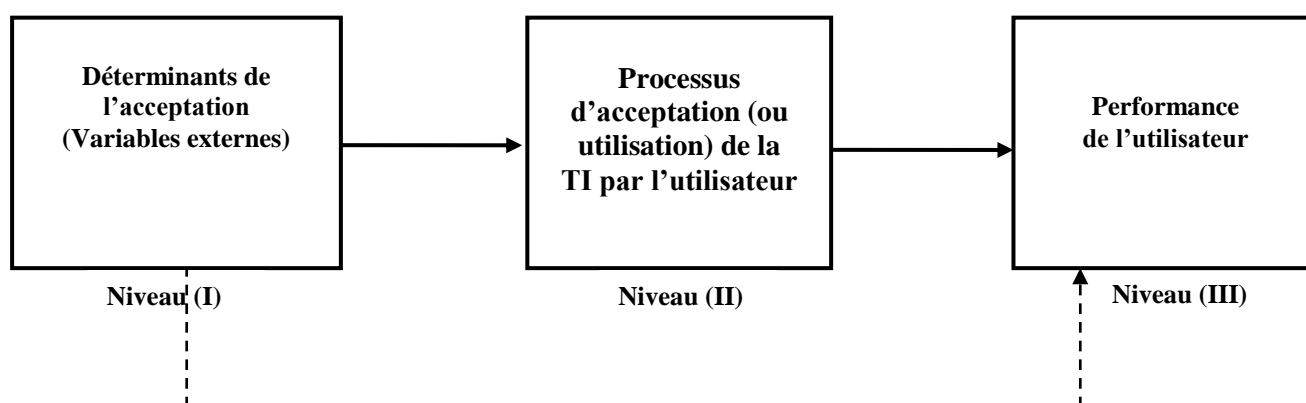 Déterminants de
l’acceptation
(Variables externes)
Processus
d’acceptation (ou
utilisation) de la
TI par l’utilisateur
Performance
de l’utilisateur
Niveau (I)
Niveau (II)
Niveau (III)